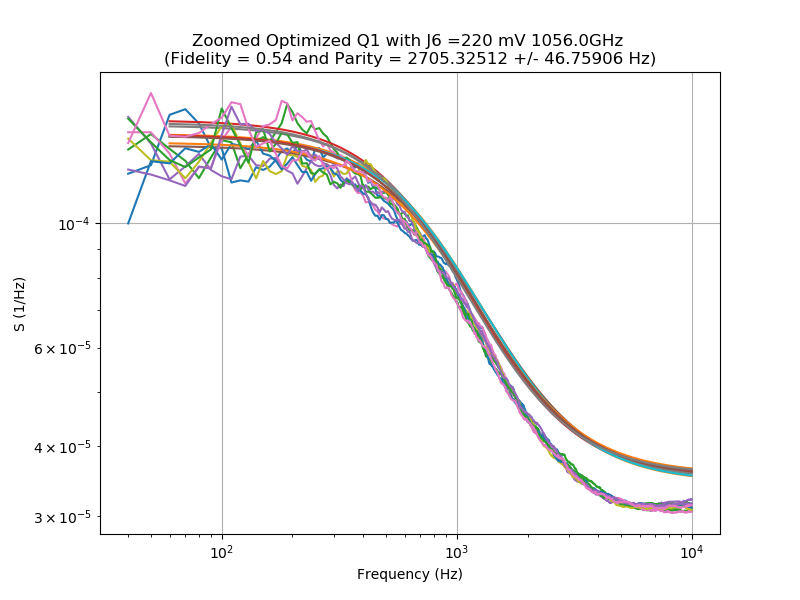 Zoomed Optimized Q1 with J6 =220 mV 1056.0GHz
(Fidelity = 0.54 and Parity = 2705.32512 +/- 46.75906 Hz)
S (1/Hz)
10⁻⁴
6 × 10⁻⁵
4 × 10⁻⁵
3 × 10⁻⁵
10² 10³ 10⁴
Frequency (Hz)